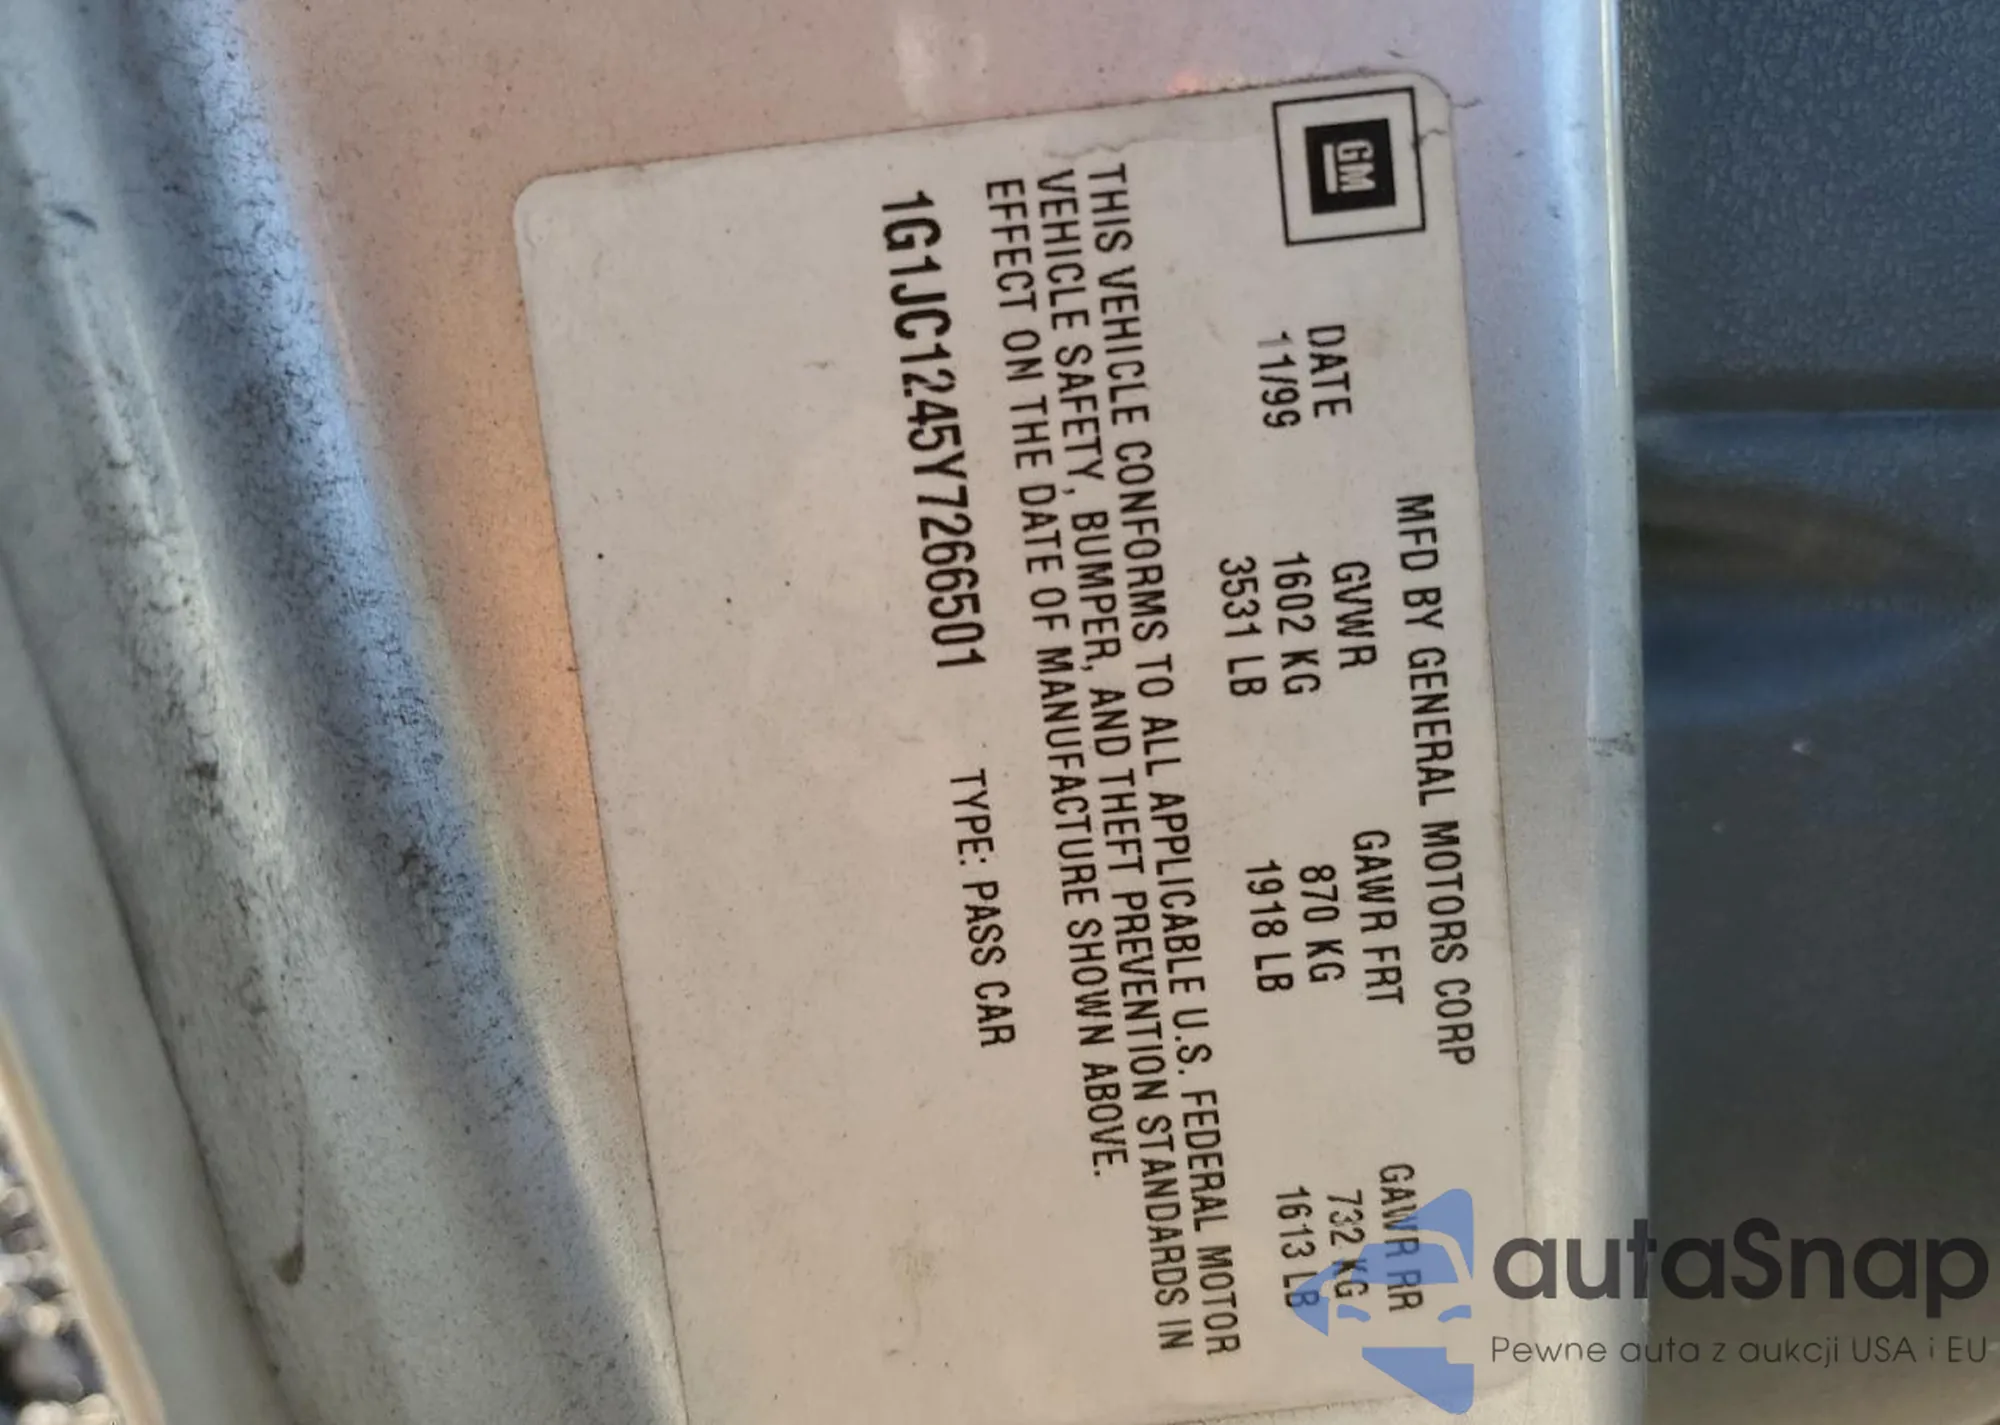 GM
MFD BY GENERAL MOTORS CORP
DATE GVWR GAWR FRT GAWR RR
11/99 1602 KG 870 KG 732 KG
3531 LB 1918 LB 1613 LB
THIS VEHICLE CONFORMS TO ALL APPLICABLE U.S. FEDERAL MOTOR
VEHICLE SAFETY, BUMPER, AND THEFT PREVENTION STANDARDS IN
EFFECT ON THE DATE OF MANUFACTURE SHOWN ABOVE.
1G1JC1245Y7266501 TYPE: PASS CAR
autaSnap
Pewne auta z aukcji USA i EU